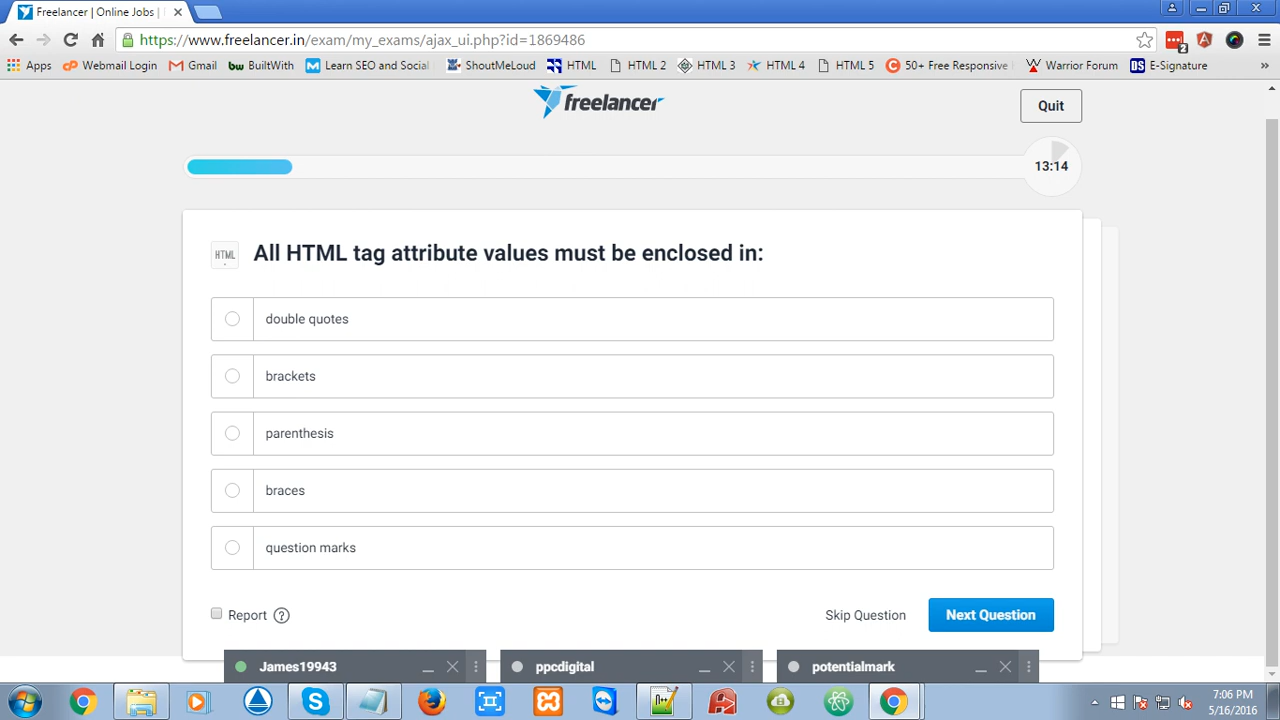 Freelancer | Online Jobs |
https://www.freelancer.in/exam/my_exams/ajax_ui.php?id=1869486
2
Apps Webmail Login Gmail BuiltWith Learn SEO and Social ShoutMeLoud HTML HTML 2 HTML 3 HTML 4 HTML 5 50+ Free Responsive Warrior Forum E-Signature »
freelancer
Quit
13:14
HTML All HTML tag attribute values must be enclosed in:
double quotes
brackets
parenthesis
braces
question marks
Report ? Skip Question Next Question
James19943 ppcdigital potentialmark
7:06 PM
5/16/2016